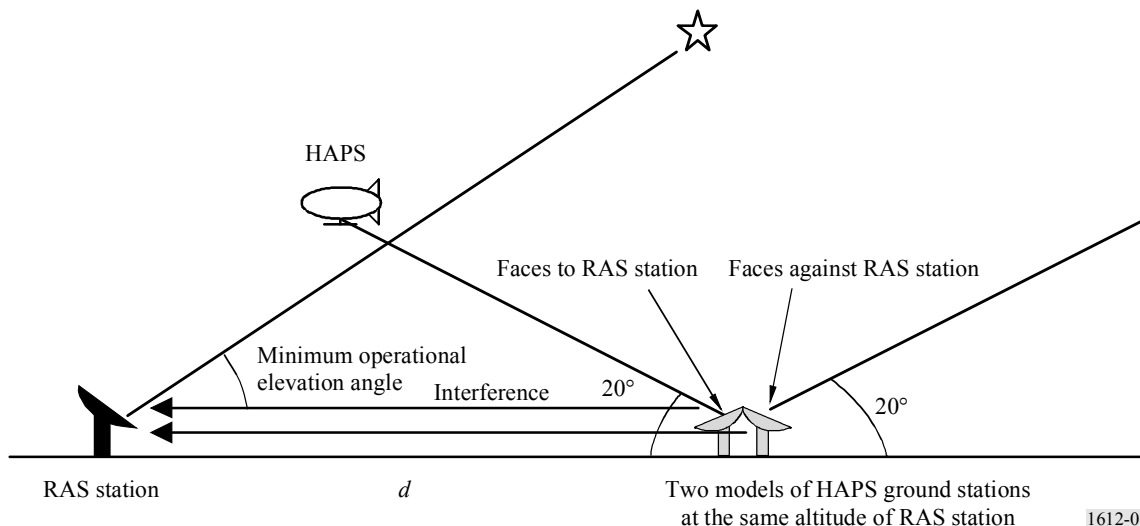 HAPS
Faces to RAS station
Faces against RAS station
Minimum operational
elevation angle
Interference
20°
20°
RAS station
d
Two models of HAPS ground stations
at the same altitude of RAS station
1612-0